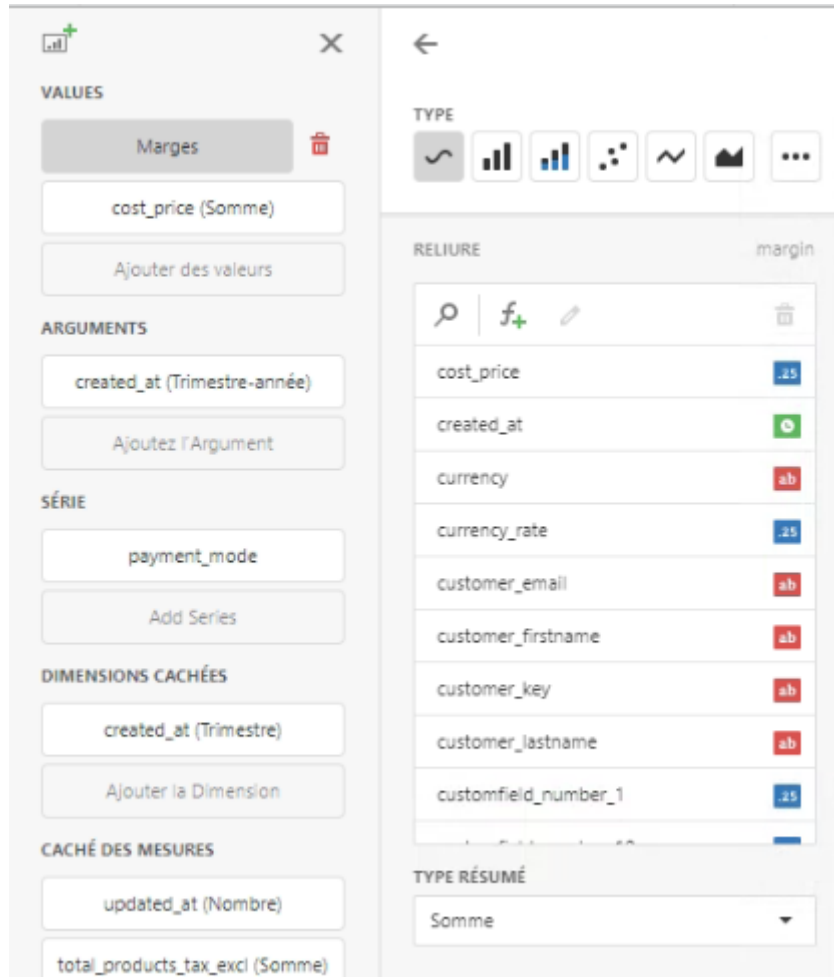 VALUES
Marges
cost_price (Somme)
Ajouter des valeurs
ARGUMENTS
created_at (Trimestre-année)
Ajoutez l'Argument
SÉRIE
payment_mode
Add Series
DIMENSIONS CACHÉES
created_at (Trimestre)
Ajouter la Dimension
CACHÉ DES MESURES
updated_at (Nombre)
total_products_tax_excl (Somme)
TYPE
RELIURE margin
cost_price .25
created_at
currency ab
currency_rate .25
customer_email ab
customer_firstname ab
customer_key ab
customer_lastname ab
customfield_number_1 .25
TYPE RÉSUMÉ
Somme